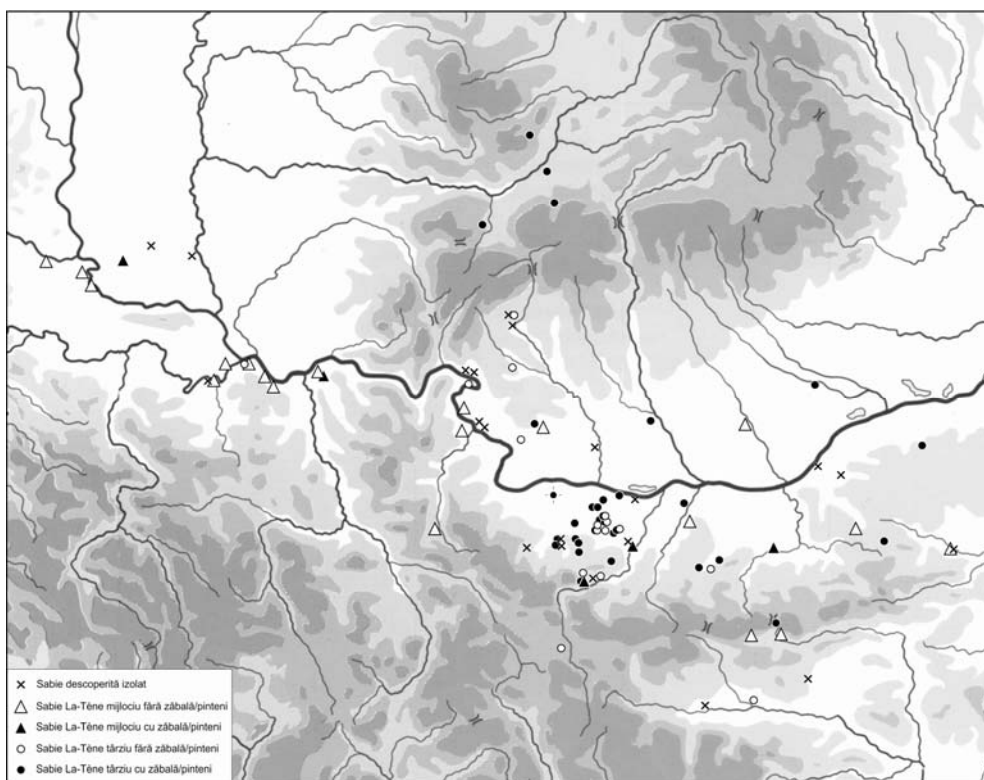 Sabie descoperită izolat
Sabie La-Tène mijlociu fără zăbală/pinteni
Sabie La-Tène mijlociu cu zăbală/pinteni
Sabie La-Tène târziu fără zăbală/pinteni
Sabie La-Tène târziu cu zăbală/pinteni